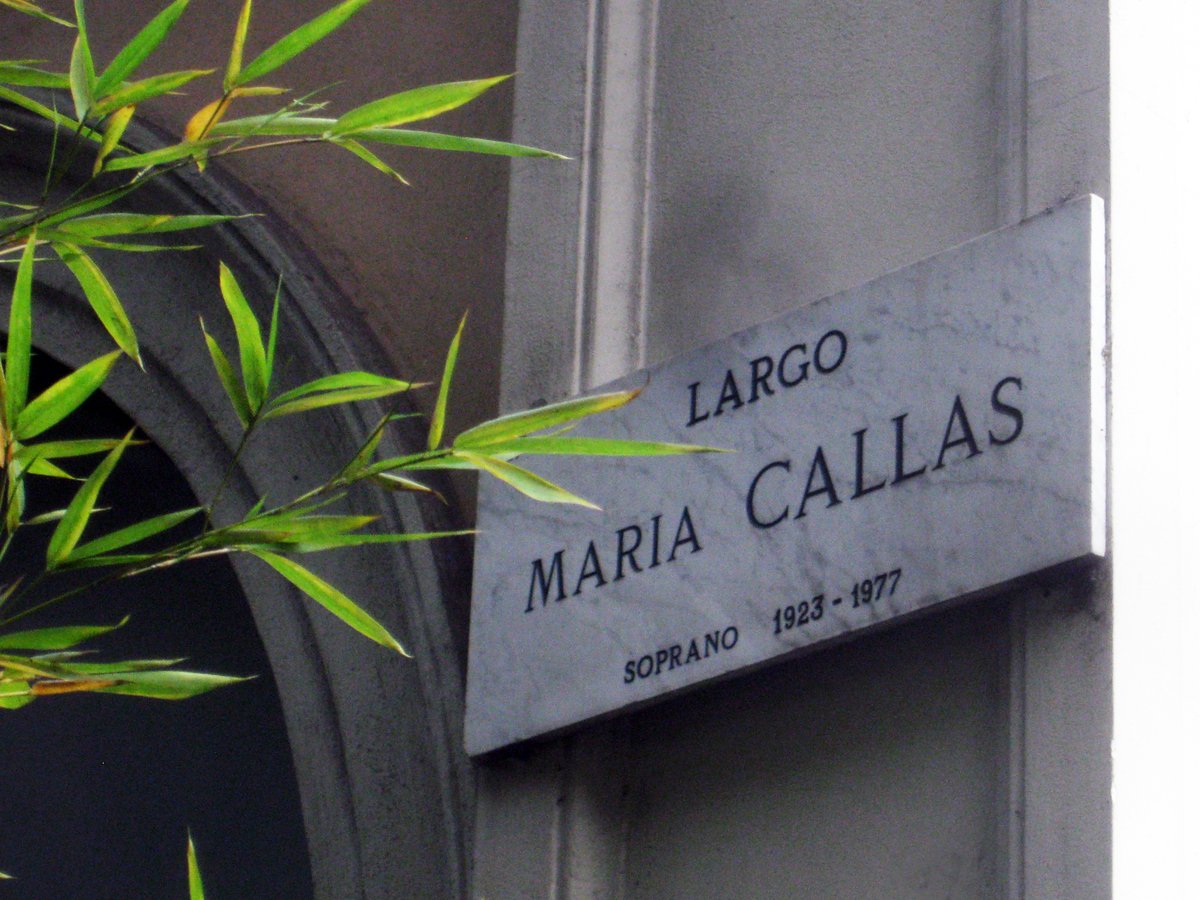 LARGO
MARIA CALLAS
SOPRANO 1923-1977